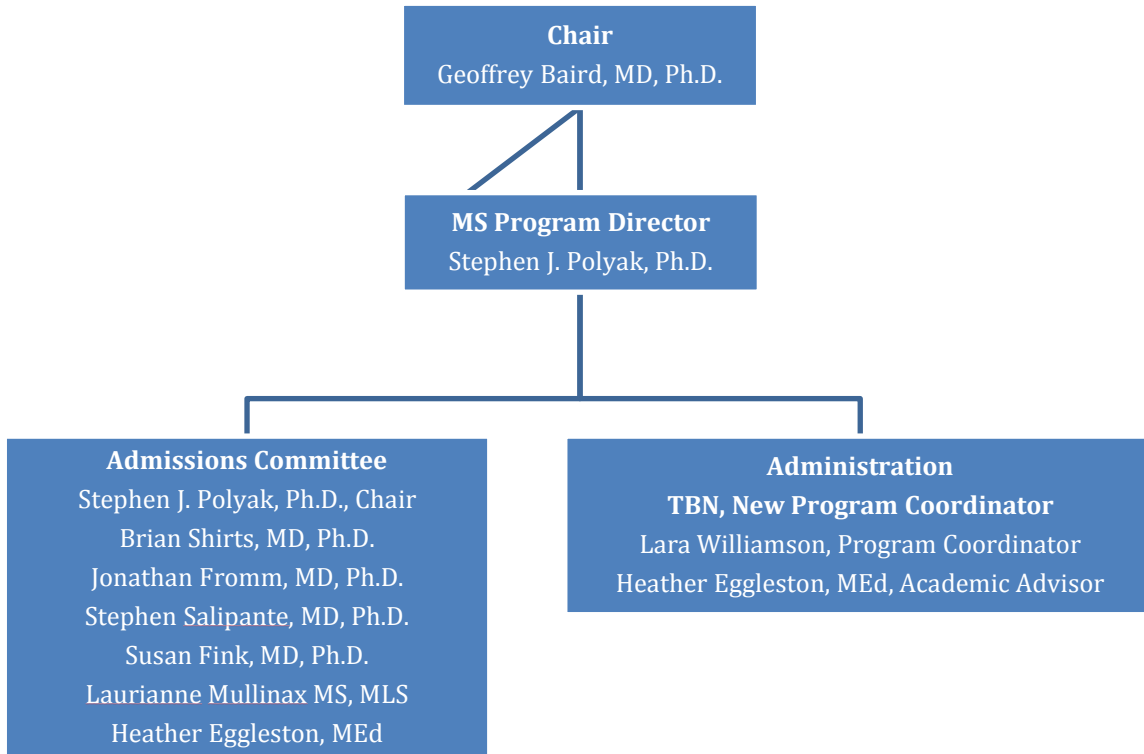 Chair
Geoffrey Baird, MD, Ph.D.
MS Program Director
Stephen J. Polyak, Ph.D.
Admissions Committee
Stephen J. Polyak, Ph.D., Chair
Brian Shirts, MD, Ph.D.
Jonathan Fromm, MD, Ph.D.
Stephen Salipante, MD, Ph.D.
Susan Fink, MD, Ph.D.
Laurianne Mullinax MS, MLS
Heather Eggleston, MEd
Administration
TBN, New Program Coordinator
Lara Williamson, Program Coordinator
Heather Eggleston, MEd, Academic Advisor